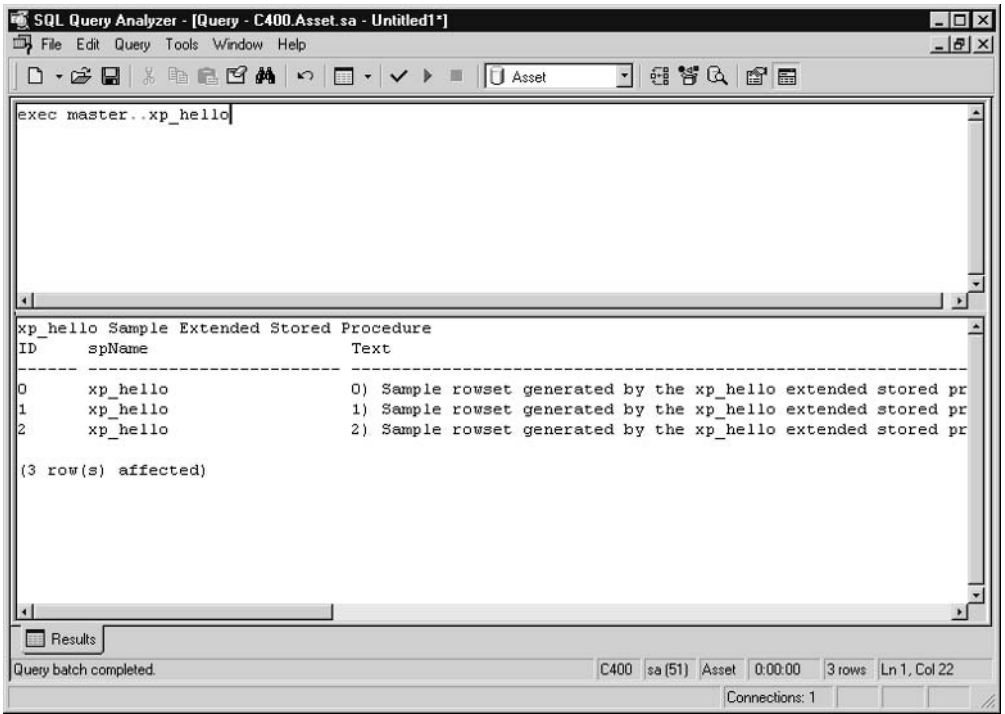 SQL Query Analyzer - [Query - C400.Asset.sa - Untitled1*]
File Edit Query Tools Window Help
Asset
exec master..xp_hello
xp_hello Sample Extended Stored Procedure
ID spName Text
------ ------------------------- -------------------------------------------------------------
0 xp_hello 0) Sample rowset generated by the xp_hello extended stored pr
1 xp_hello 1) Sample rowset generated by the xp_hello extended stored pr
2 xp_hello 2) Sample rowset generated by the xp_hello extended stored pr
(3 row(s) affected)
Results
Query batch completed. C400 sa (51) Asset 0:00:00 3 rows Ln 1, Col 22
Connections: 1